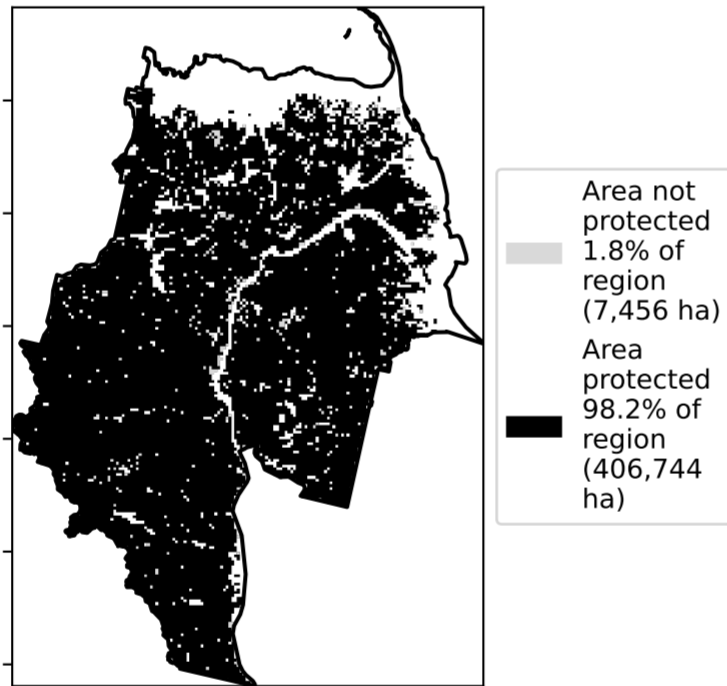 Area not
protected
1.8% of
region
(7,456 ha)
Area
protected
98.2% of
region
(406,744
ha)